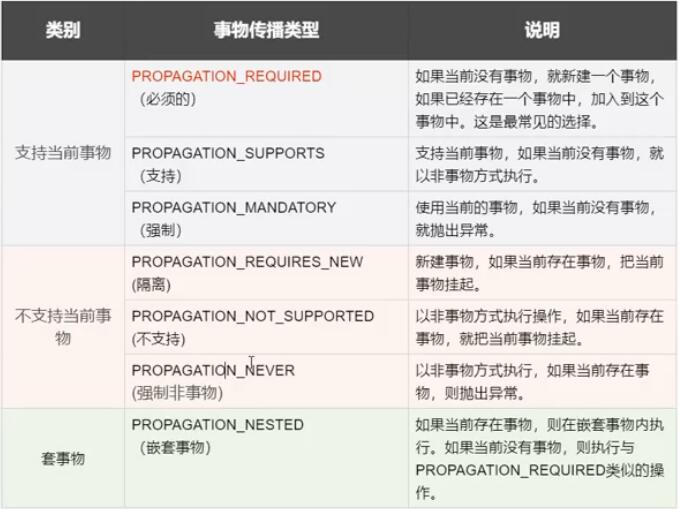 类别 事物传播类型 说明
支持当前事物
PROPAGATION_REQUIRED
（必须的）
如果当前没有事物，就新建一个事物，
如果已经存在一个事物中，加入到这个
事物中。这是最常见的选择。
PROPAGATION_SUPPORTS
（支持）
支持当前事物，如果当前没有事物，就
以非事物方式执行。
PROPAGATION_MANDATORY
（强制）
使用当前的事物，如果当前没有事物，
就抛出异常。
不支持当前事
物
PROPAGATION_REQUIRES_NEW
(隔离)
新建事物，如果当前存在事物，把当前
事物挂起。
PROPAGATION_NOT_SUPPORTED
(不支持)
以非事物方式执行操作，如果当前存在
事物，就把当前事物挂起。
PROPAGATION_NEVER
(强制非事物)
以非事物方式执行，如果当前存在事
物，则抛出异常。
套事物
PROPAGATION_NESTED
（嵌套事物）
如果当前存在事物，则在嵌套事物内执
行。如果当前没有事物，则执行与
PROPAGATION_REQUIRED类似的操
作。